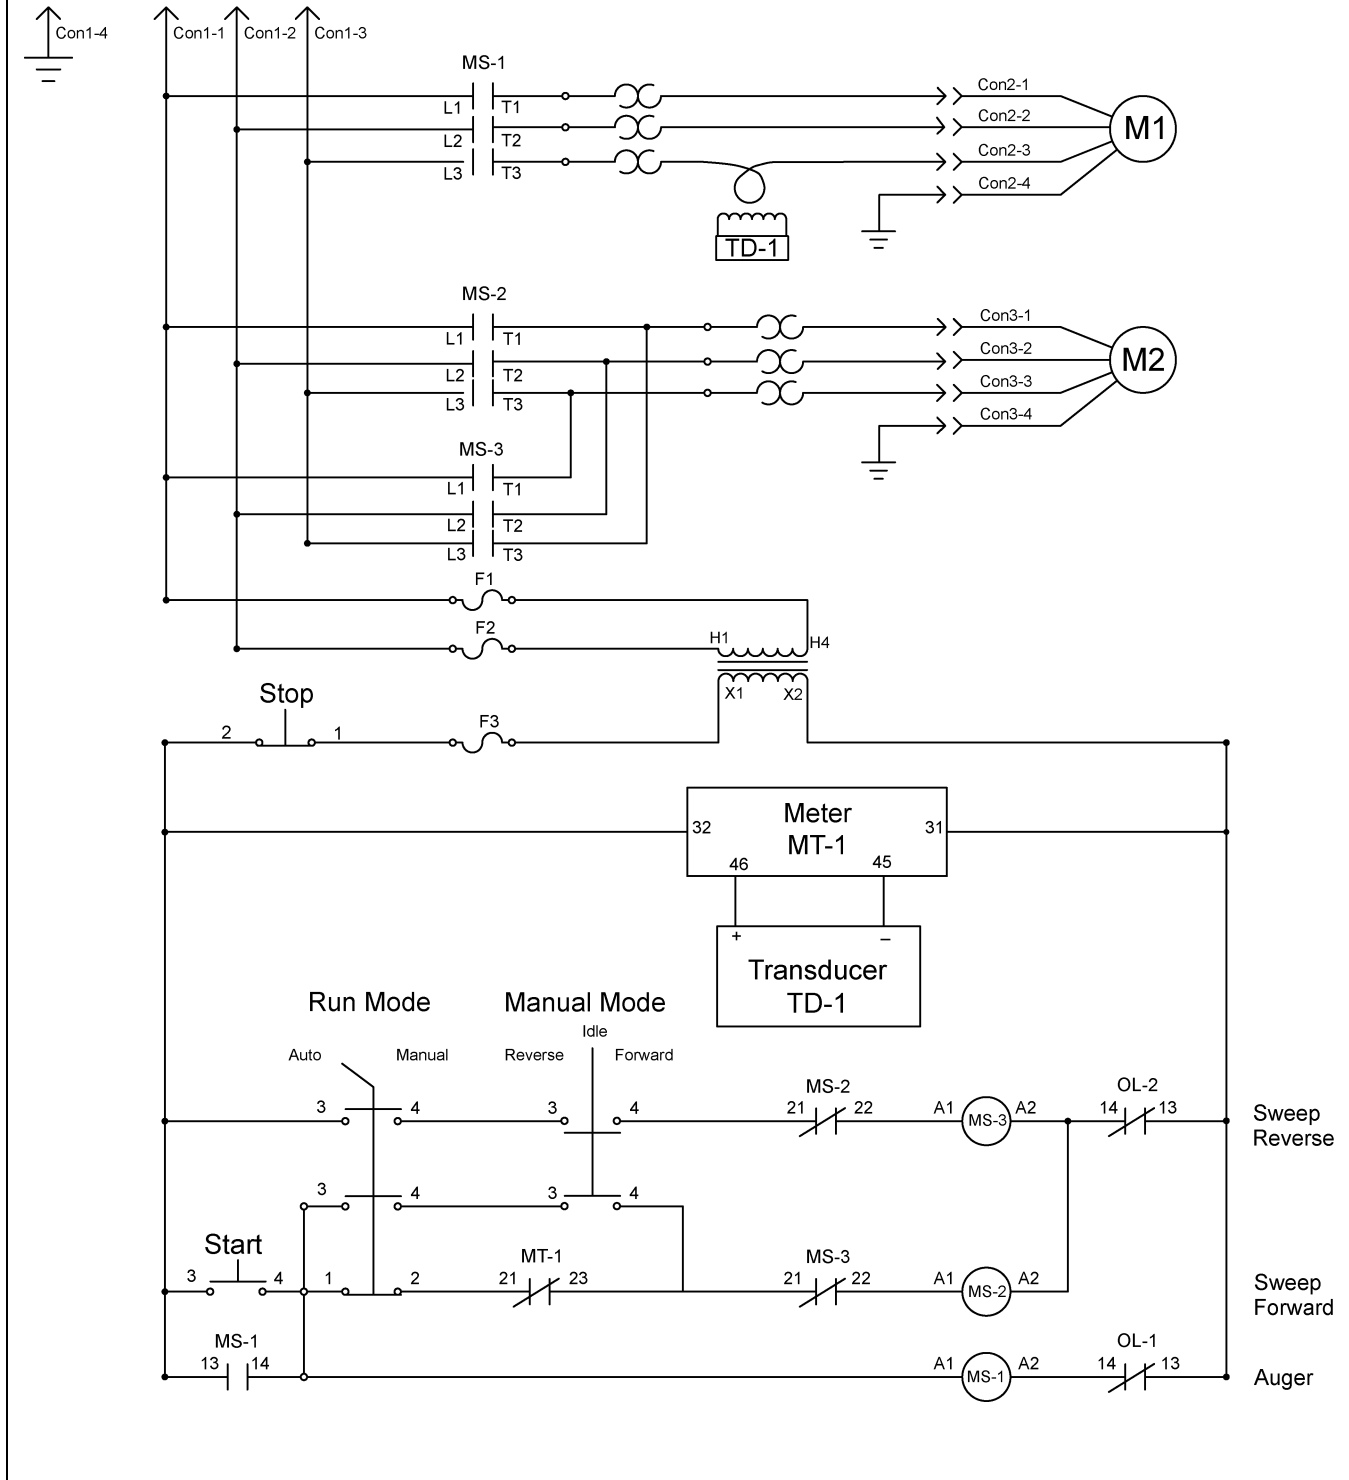 Con1-4 Con1-1 Con1-2 Con1-3
MS-1
L1 T1
L2 T2
L3 T3
Con2-1
Con2-2
Con2-3
Con2-4
M1
TD-1
MS-2
L1 T1
L2 T2
L3 T3
Con3-1
Con3-2
Con3-3
Con3-4
M2
MS-3
L1 T1
L2 T2
L3 T3
F1
F2
H1 H4
X1 X2
Stop
2 1
F3
Meter
MT-1
32 31
46 45
+ –
Transducer
TD-1
Run Mode
Auto Manual
Manual Mode
Idle
Reverse Forward
3 4 3 4
MS-2
21 22
A1 MS-3 A2
OL-2
14 13
Sweep
Reverse
3 4 3 4
Start
3 4 1 2
MT-1
21 23
MS-3
21 22
A1 MS-2 A2
Sweep
Forward
MS-1
13 14
A1 MS-1 A2
OL-1
14 13
Auger